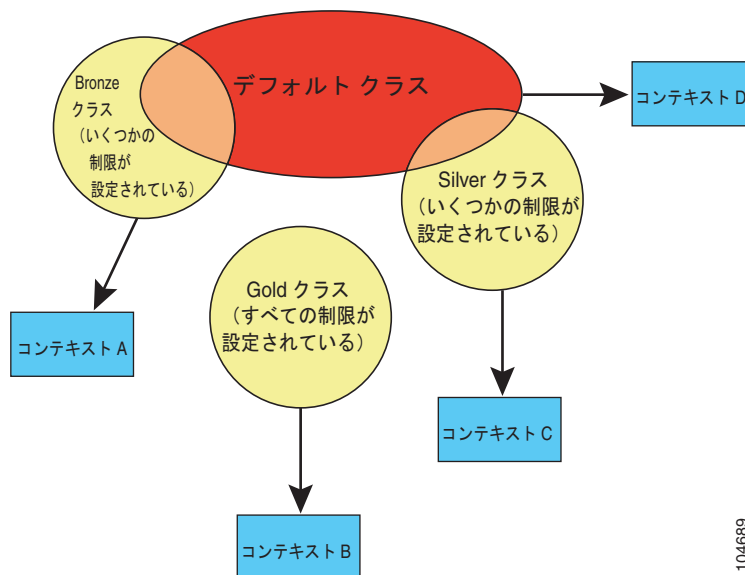 デフォルト クラス
Bronze
クラス
（いくつかの
制限が
設定されている）
コンテキスト D
Silver クラス
（いくつかの制限が
設定されている）
Gold クラス
（すべての制限が
設定されている）
コンテキスト A
コンテキスト C
コンテキスト B
104689